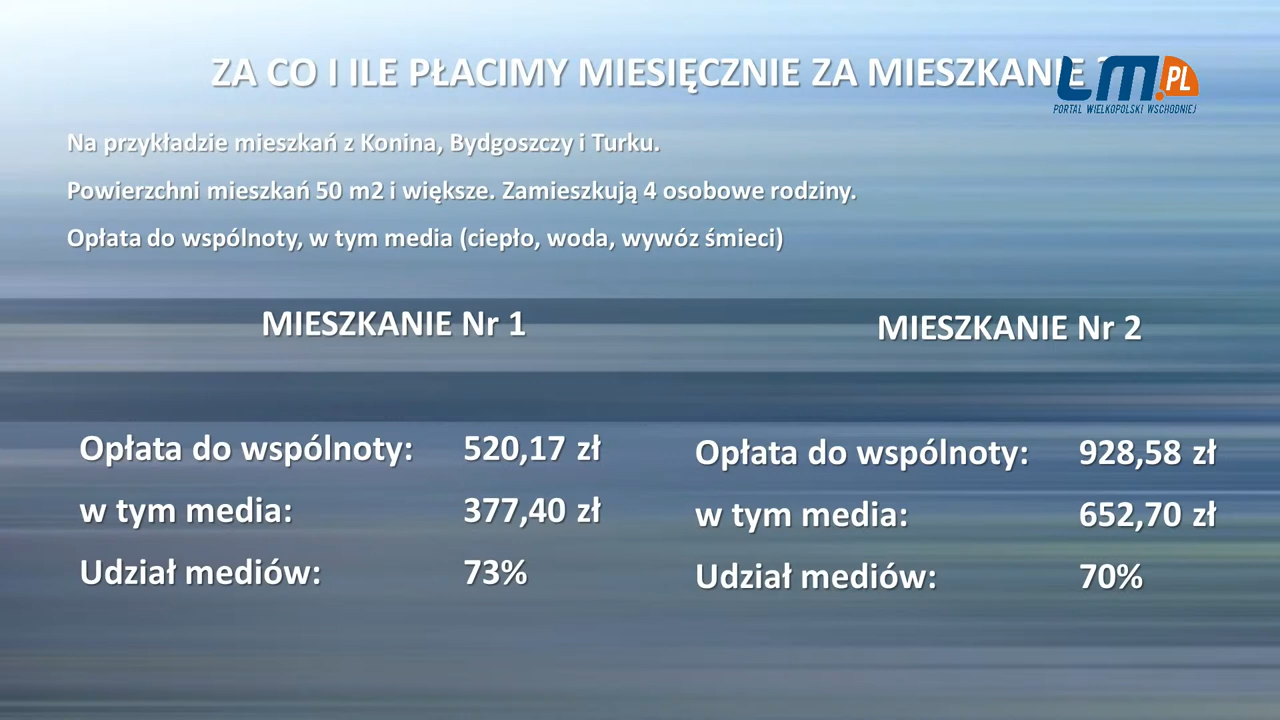 ZA CO I ILE PŁACIMY MIESIĘCZNIE ZA MIESZKANIE ?
LM.PL
PORTAL WIELKOPOLSKI WSCHODNIEJ
Na przykładzie mieszkań z Konina, Bydgoszczy i Turku.
Powierzchni mieszkań 50 m2 i większe. Zamieszkują 4 osobowe rodziny.
Opłata do wspólnoty, w tym media (ciepło, woda, wywóz śmieci)
MIESZKANIE Nr 1
Opłata do wspólnoty: 520,17 zł
w tym media: 377,40 zł
Udział mediów: 73%
MIESZKANIE Nr 2
Opłata do wspólnoty: 928,58 zł
w tym media: 652,70 zł
Udział mediów: 70%